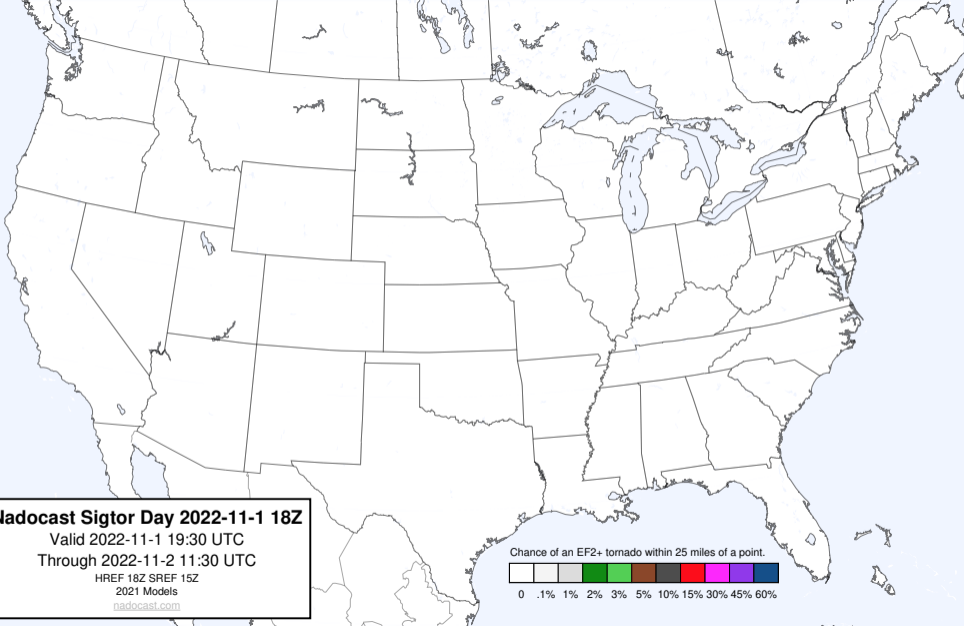 Nadocast Sigtor Day 2022-11-1 18Z
Valid 2022-11-1 19:30 UTC
Through 2022-11-2 11:30 UTC
HREF 18Z SREF 15Z
2021 Models
nadocast.com
Chance of an EF2+ tornado within 25 miles of a point.
0 .1% 1% 2% 3% 5% 10% 15% 30% 45% 60%